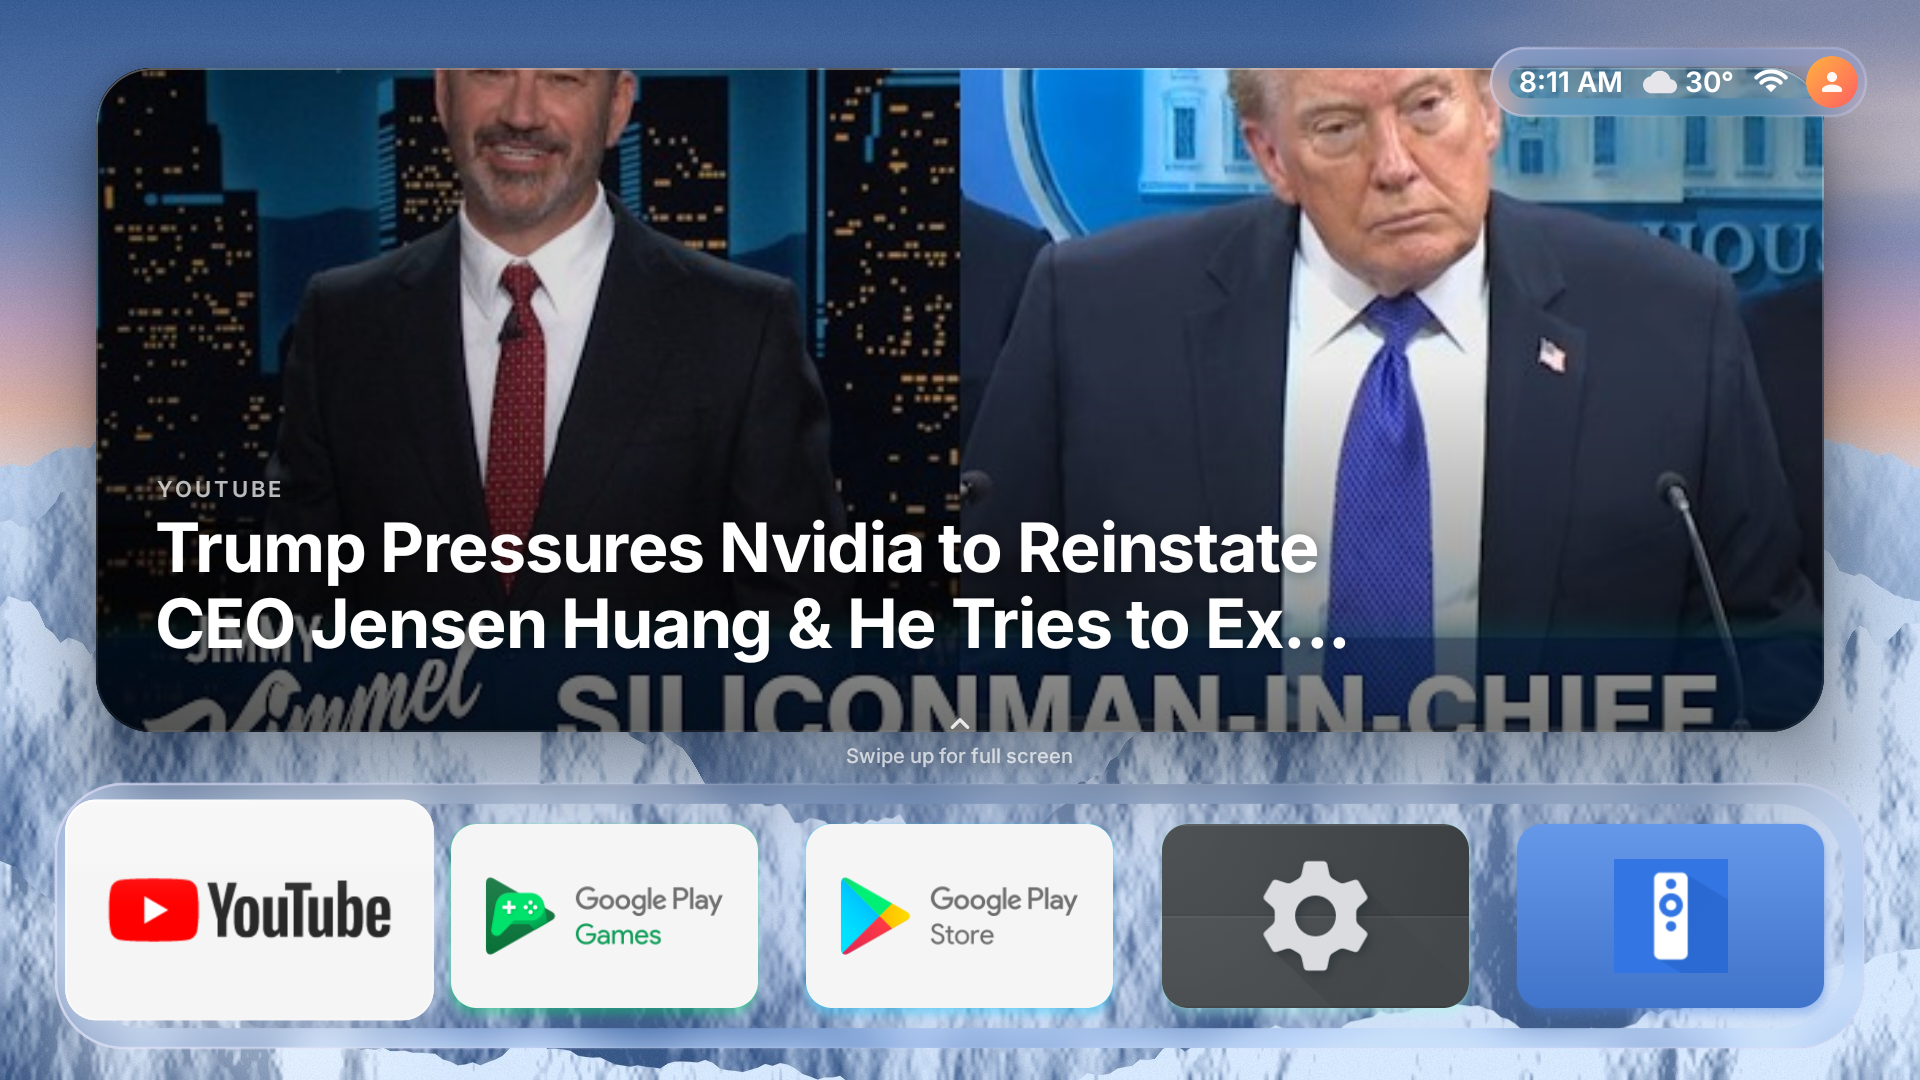 8:11 AM 30°
HOUS
YOUTUBE
Trump Pressures Nvidia to Reinstate
CEO Jensen Huang & He Tries to Ex...
JIMMY
Kimmel
SILICONMAN-IN-CHIEF
Swipe up for full screen
YouTube
Google Play
Games
Google Play
Store